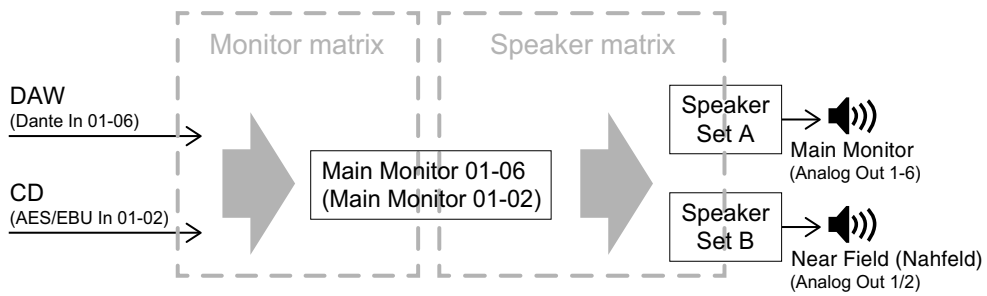 Monitor matrix
Speaker matrix
DAW
(Dante In 01-06)
CD
(AES/EBU In 01-02)
Main Monitor 01-06
(Main Monitor 01-02)
Speaker
Set A
Main Monitor
(Analog Out 1-6)
Speaker
Set B
Near Field (Nahfeld)
(Analog Out 1/2)